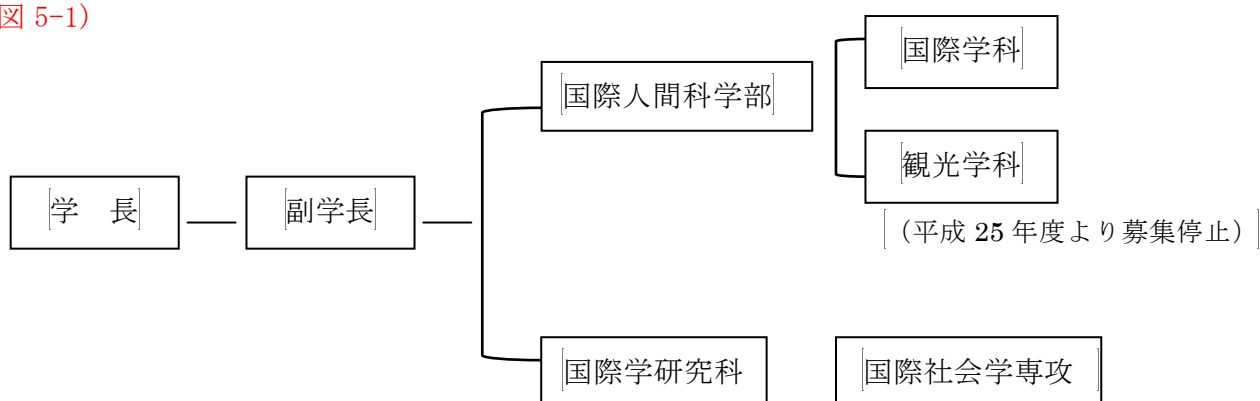 図 5-1)
国際学科
国際人間科学部
観光学科
学　長
副学長
（平成 25 年度より募集停止）
国際学研究科
国際社会学専攻